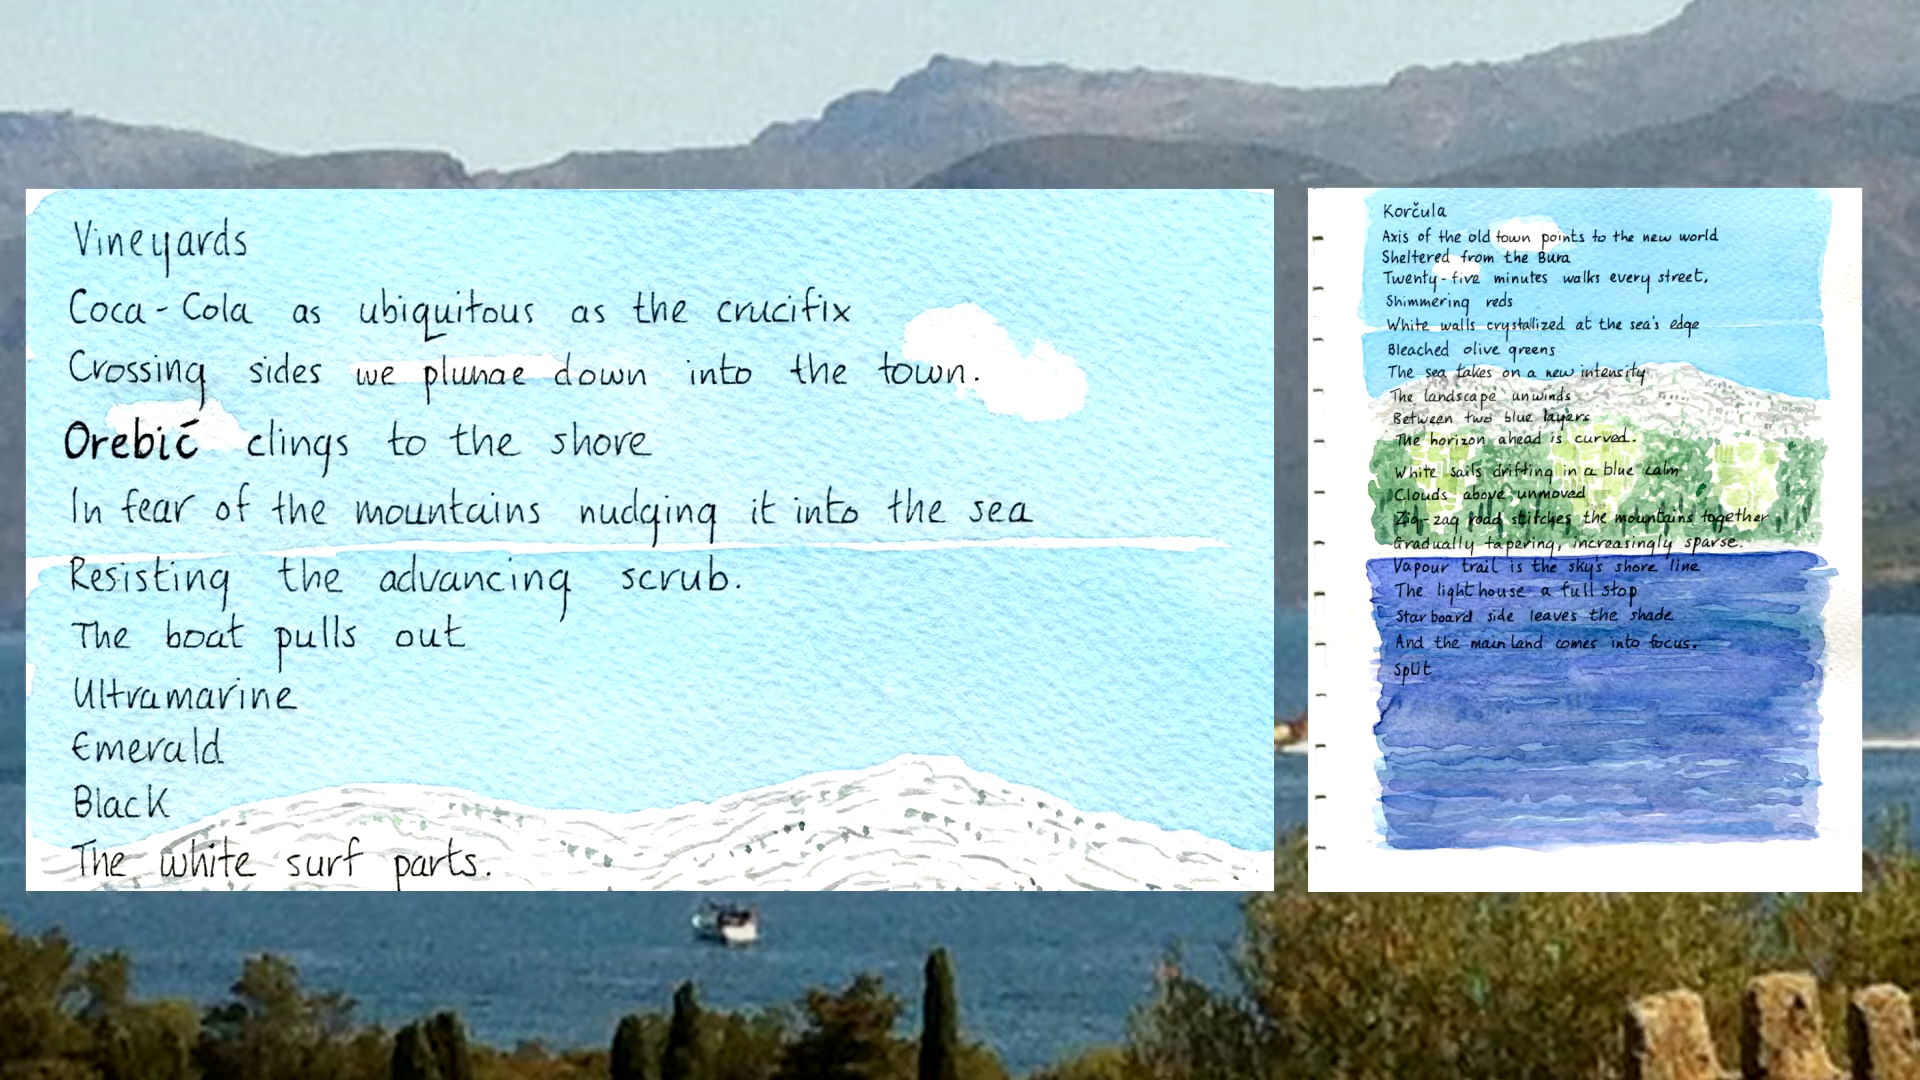 Vineyards
Coca-Cola as ubiquitous as the crucifix
Crossing sides we plunge down into the town.
Orebić clings to the shore
In fear of the mountains nudging it into the sea
Resisting the advancing scrub.
The boat pulls out
Ultramarine
Emerald
Black
The white surf parts.
Korčula
Axis of the old town points to the new world
Sheltered from the Bura
Twenty-five minutes walks every street,
Shimmering reds
White walls crystallized at the sea's edge
Bleached olive greens
The sea takes on a new intensity
The landscape unwinds
Between two blue layers
The horizon ahead is curved.
White sails drifting in a blue calm
Clouds above unmoved
Zig-zag road stitches the mountains together
Gradually tapering, increasingly sparse.
Vapour trail is the sky's shore line
The lighthouse a full stop
Starboard side leaves the shade
And the mainland comes into focus.
Split